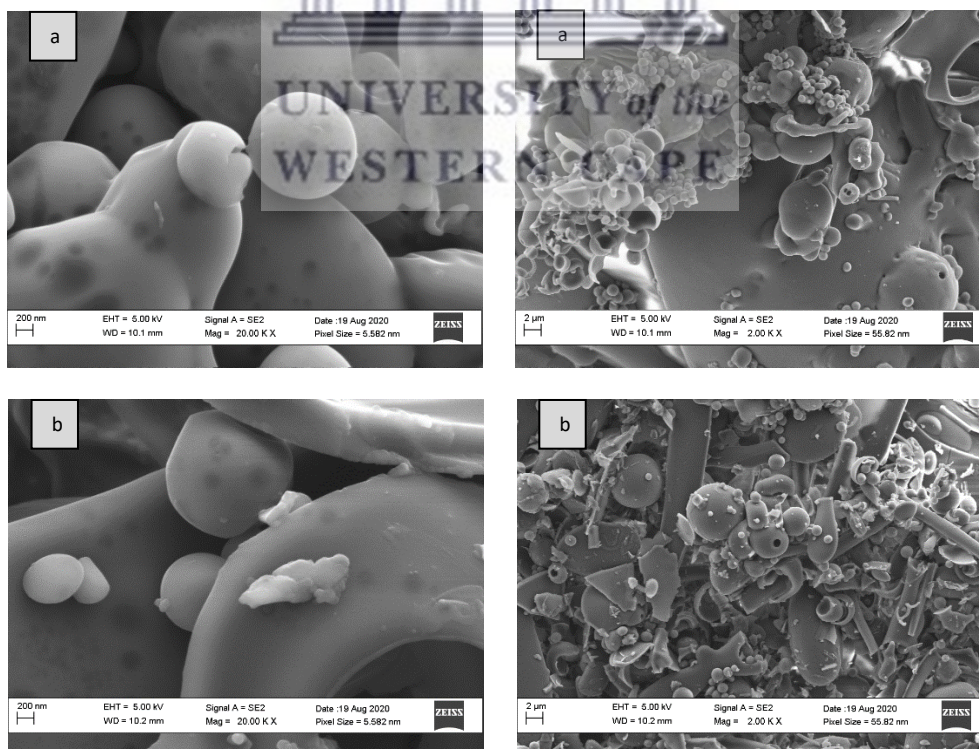 a
a
UNIVERSITY of the
WESTERN CAPE
200 nm
EHT = 5.00 kV
Signal A = SE2
Date :19 Aug 2020
WD = 10.1 mm
Mag = 20.00 K X
Pixel Size = 5.582 nm
ZEISS
2 µm
EHT = 5.00 kV
Signal A = SE2
Date :19 Aug 2020
WD = 10.1 mm
Mag = 2.00 K X
Pixel Size = 55.82 nm
ZEISS
b
b
200 nm
EHT = 5.00 kV
Signal A = SE2
Date :19 Aug 2020
WD = 10.2 mm
Mag = 20.00 K X
Pixel Size = 5.582 nm
ZEISS
2 µm
EHT = 5.00 kV
Signal A = SE2
Date :19 Aug 2020
WD = 10.2 mm
Mag = 2.00 K X
Pixel Size = 55.82 nm
ZEISS